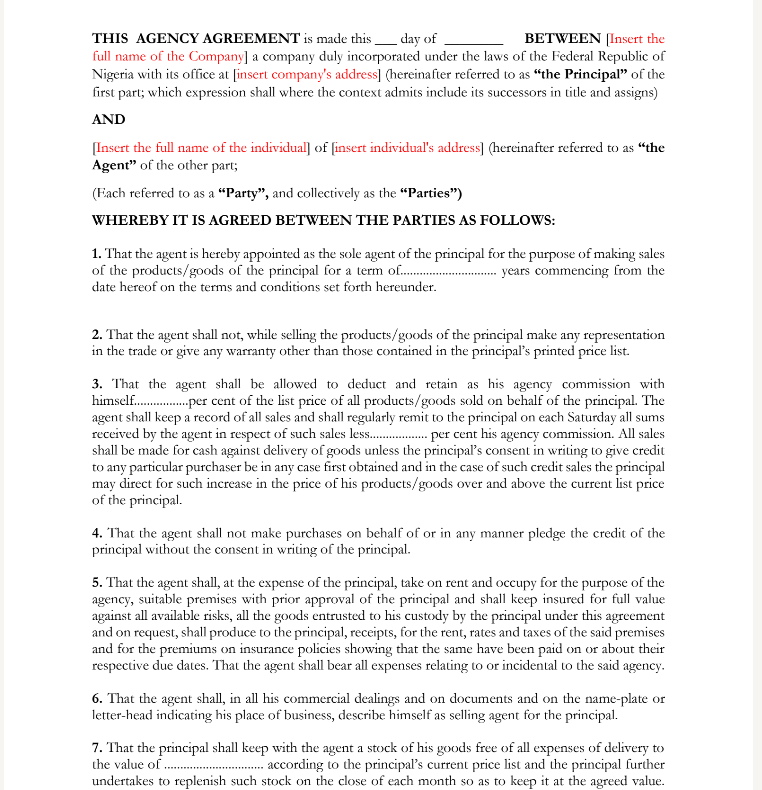 THIS AGENCY AGREEMENT is made this ___ day of ________ BETWEEN [Insert the
full name of the Company] a company duly incorporated under the laws of the Federal Republic of
Nigeria with its office at [insert company's address] (hereinafter referred to as “the Principal” of the
first part; which expression shall where the context admits include its successors in title and assigns)
AND
[Insert the full name of the individual] of [insert individual's address] (hereinafter referred to as “the
Agent” of the other part;
(Each referred to as a “Party”, and collectively as the “Parties”)
WHEREBY IT IS AGREED BETWEEN THE PARTIES AS FOLLOWS:
1. That the agent is hereby appointed as the sole agent of the principal for the purpose of making sales
of the products/goods of the principal for a term of.............................. years commencing from the
date hereof on the terms and conditions set forth hereunder.
2. That the agent shall not, while selling the products/goods of the principal make any representation
in the trade or give any warranty other than those contained in the principal’s printed price list.
3. That the agent shall be allowed to deduct and retain as his agency commission with
himself.................per cent of the list price of all products/goods sold on behalf of the principal. The
agent shall keep a record of all sales and shall regularly remit to the principal on each Saturday all sums
received by the agent in respect of such sales less.................. per cent his agency commission. All sales
shall be made for cash against delivery of goods unless the principal’s consent in writing to give credit
to any particular purchaser be in any case first obtained and in the case of such credit sales the principal
may direct for such increase in the price of his products/goods over and above the current list price
of the principal.
4. That the agent shall not make purchases on behalf of or in any manner pledge the credit of the
principal without the consent in writing of the principal.
5. That the agent shall, at the expense of the principal, take on rent and occupy for the purpose of the
agency, suitable premises with prior approval of the principal and shall keep insured for full value
against all available risks, all the goods entrusted to his custody by the principal under this agreement
and on request, shall produce to the principal, receipts, for the rent, rates and taxes of the said premises
and for the premiums on insurance policies showing that the same have been paid on or about their
respective due dates. That the agent shall bear all expenses relating to or incidental to the said agency.
6. That the agent shall, in all his commercial dealings and on documents and on the name-plate or
letter-head indicating his place of business, describe himself as selling agent for the principal.
7. That the principal shall keep with the agent a stock of his goods free of all expenses of delivery to
the value of ............................... according to the principal’s current price list and the principal further
undertakes to replenish such stock on the close of each month so as to keep it at the agreed value.